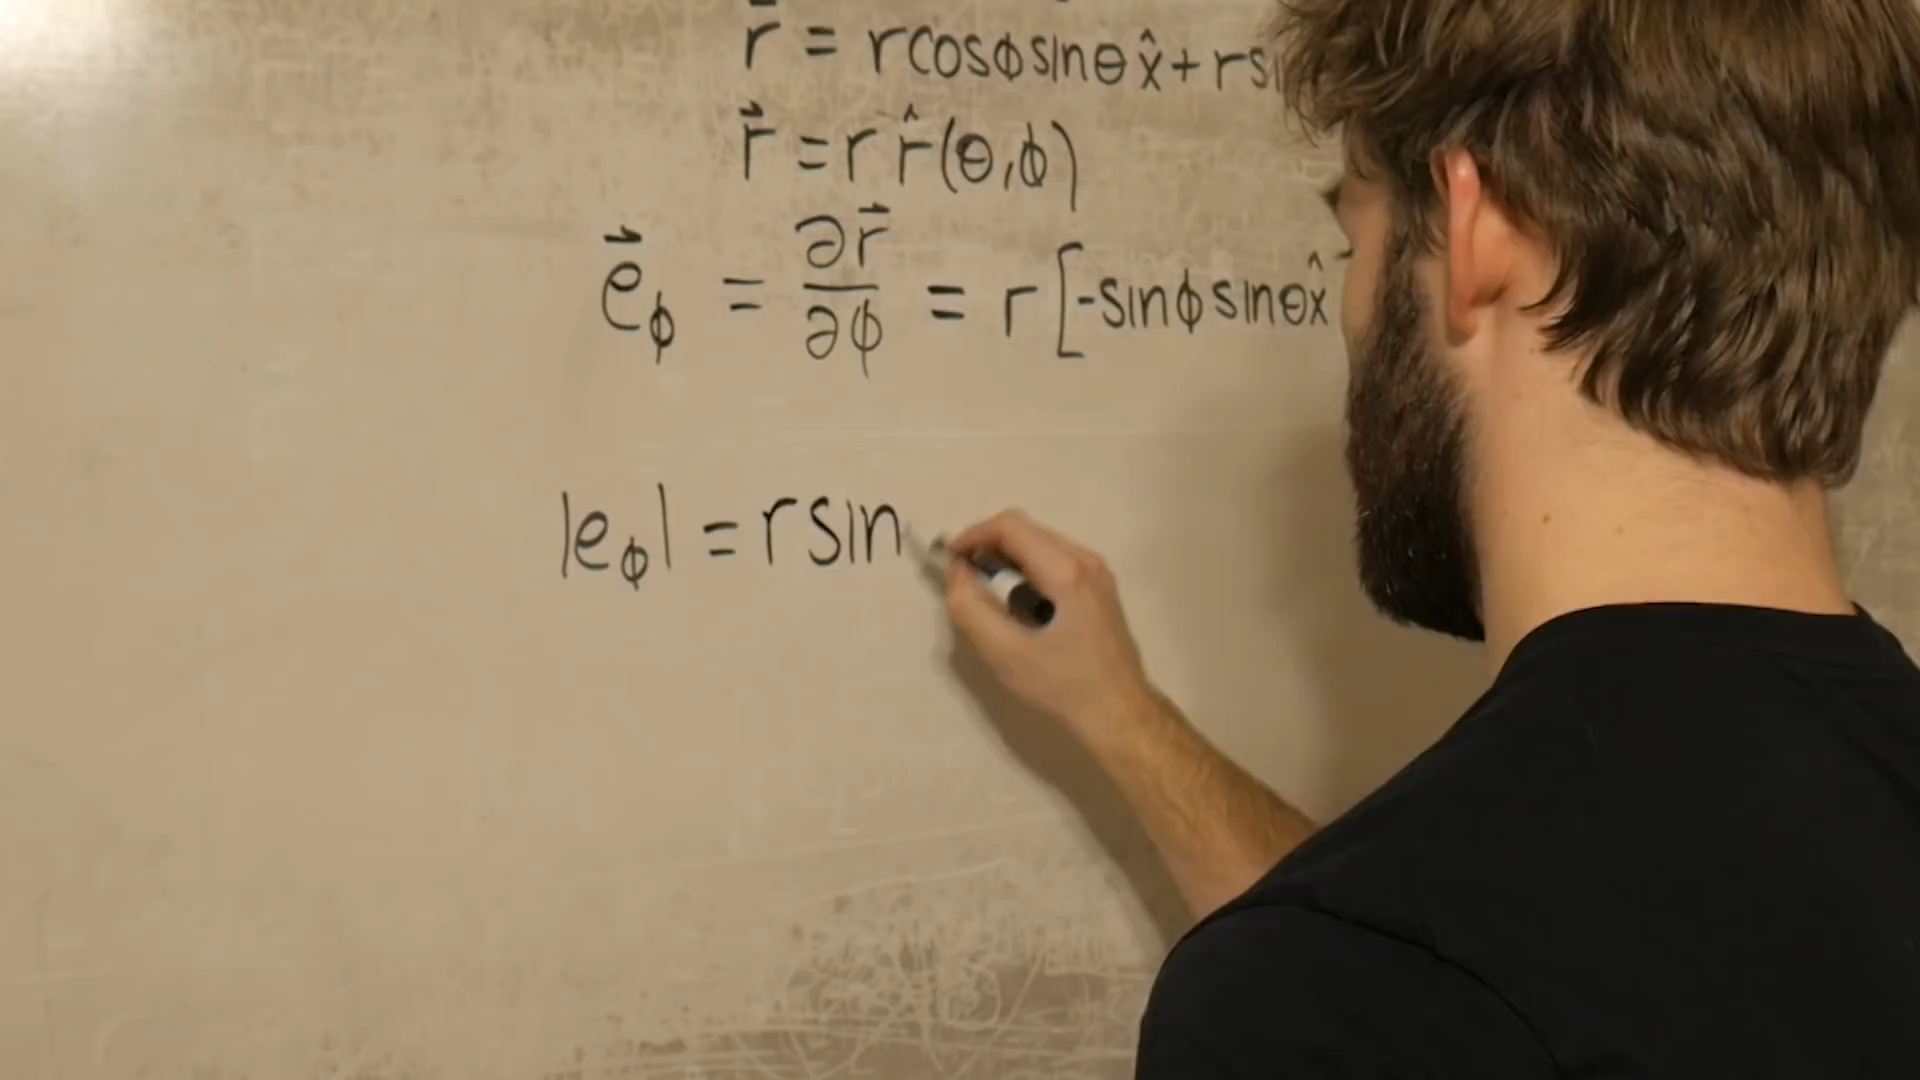 r⃗ = rcosϕsinθx̂+rsi
r⃗ = r r̂(θ,ϕ)
e⃗ϕ = ∂r⃗/∂ϕ = r[-sinϕsinθx̂
|eϕ| = rsin